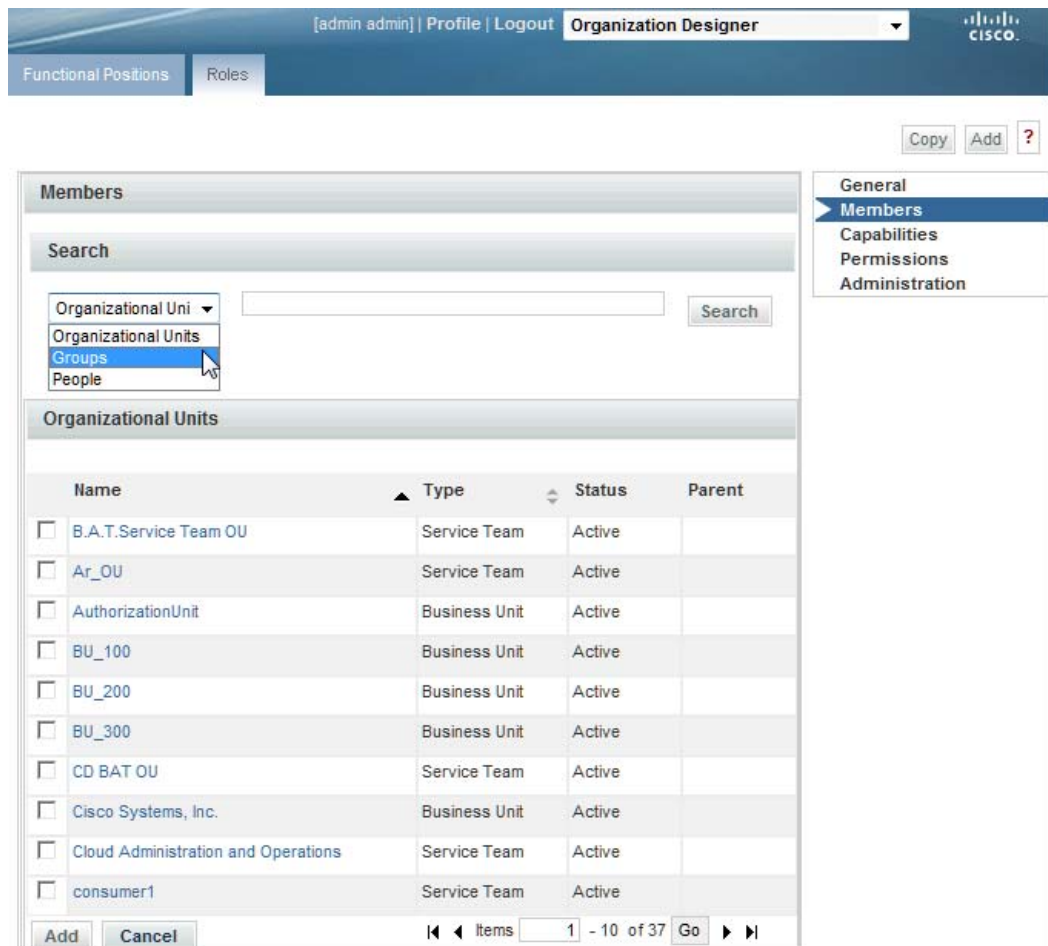 [admin admin] | Profile | Logout Organization Designer
CISCO.
Functional Positions Roles
Copy Add ?
Members
General
Members
Capabilities
Permissions
Administration
Search
Organizational Uni Search
Organizational Units
Groups
People
Organizational Units
Name Type Status Parent
B.A.T.Service Team OU Service Team Active
Ar_OU Service Team Active
AuthorizationUnit Business Unit Active
BU_100 Business Unit Active
BU_200 Business Unit Active
BU_300 Business Unit Active
CD BAT OU Service Team Active
Cisco Systems, Inc. Business Unit Active
Cloud Administration and Operations Service Team Active
consumer1 Service Team Active
Add Cancel Items 1 - 10 of 37 Go